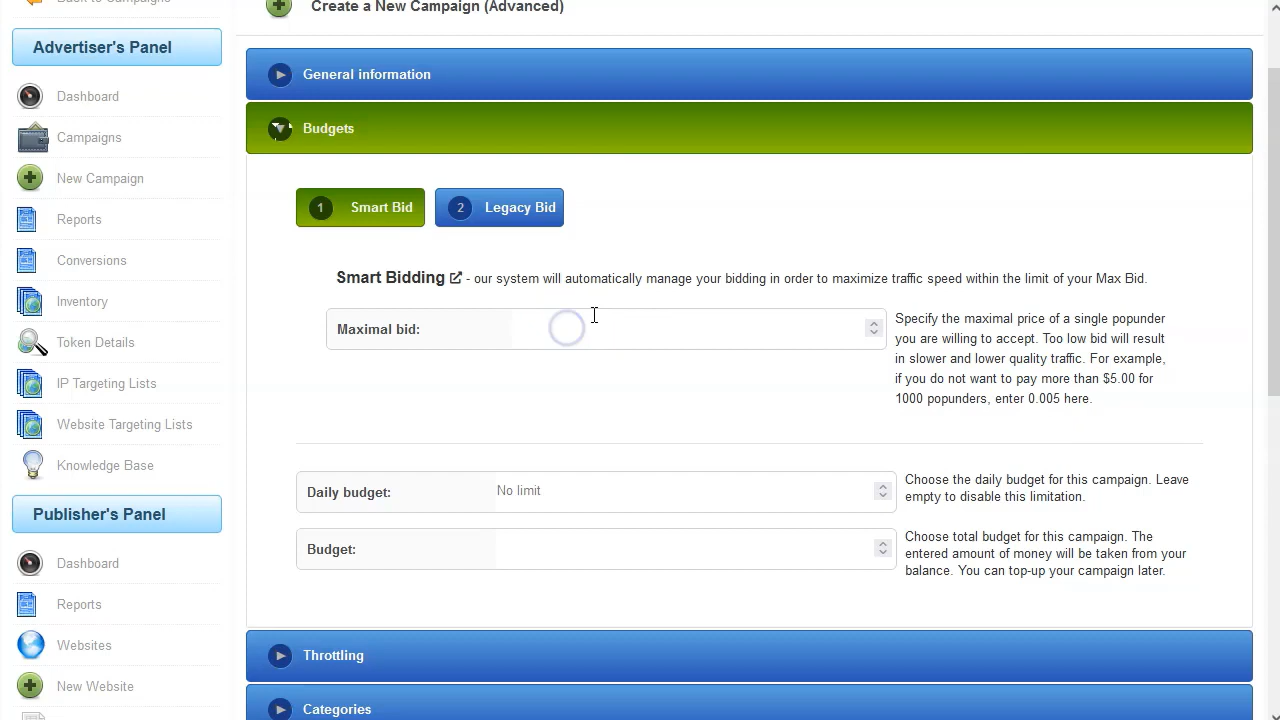 Back to Campaigns
Advertiser's Panel
Dashboard
Campaigns
New Campaign
Reports
Conversions
Inventory
Token Details
IP Targeting Lists
Website Targeting Lists
Knowledge Base
Publisher's Panel
Dashboard
Reports
Websites
New Website
Create a New Campaign (Advanced)
General information
Budgets
1 Smart Bid
2 Legacy Bid
Smart Bidding - our system will automatically manage your bidding in order to maximize traffic speed within the limit of your Max Bid.
Maximal bid:
Specify the maximal price of a single popunder
you are willing to accept. Too low bid will result
in slower and lower quality traffic. For example,
if you do not want to pay more than $5.00 for
1000 popunders, enter 0.005 here.
Daily budget: No limit
Choose the daily budget for this campaign. Leave
empty to disable this limitation.
Budget:
Choose total budget for this campaign. The
entered amount of money will be taken from your
balance. You can top-up your campaign later.
Throttling
Categories